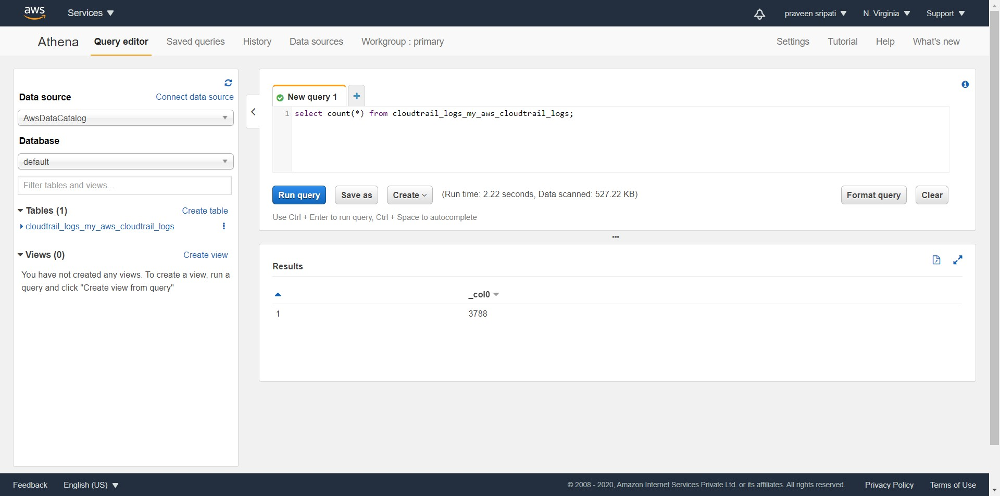 aws
Services
praveen sripati
N. Virginia
Support
Athena
Query editor
Saved queries
History
Data sources
Workgroup : primary
Settings
Tutorial
Help
What's new
Data source
Connect data source
AwsDataCatalog
Database
default
Filter tables and views...
Tables (1)
Create table
cloudtrail_logs_my_aws_cloudtrail_logs
Views (0)
Create view
You have not created any views. To create a view, run a
query and click "Create view from query"
New query 1
+
1 select count(*) from cloudtrail_logs_my_aws_cloudtrail_logs;
Run query
Save as
Create
(Run time: 2.22 seconds, Data scanned: 527.22 KB)
Format query
Clear
Use Ctrl + Enter to run query, Ctrl + Space to autocomplete
Results
_col0
1
3788
Feedback
English (US)
© 2008 - 2020, Amazon Internet Services Private Ltd. or its affiliates. All rights reserved.
Privacy Policy
Terms of Use